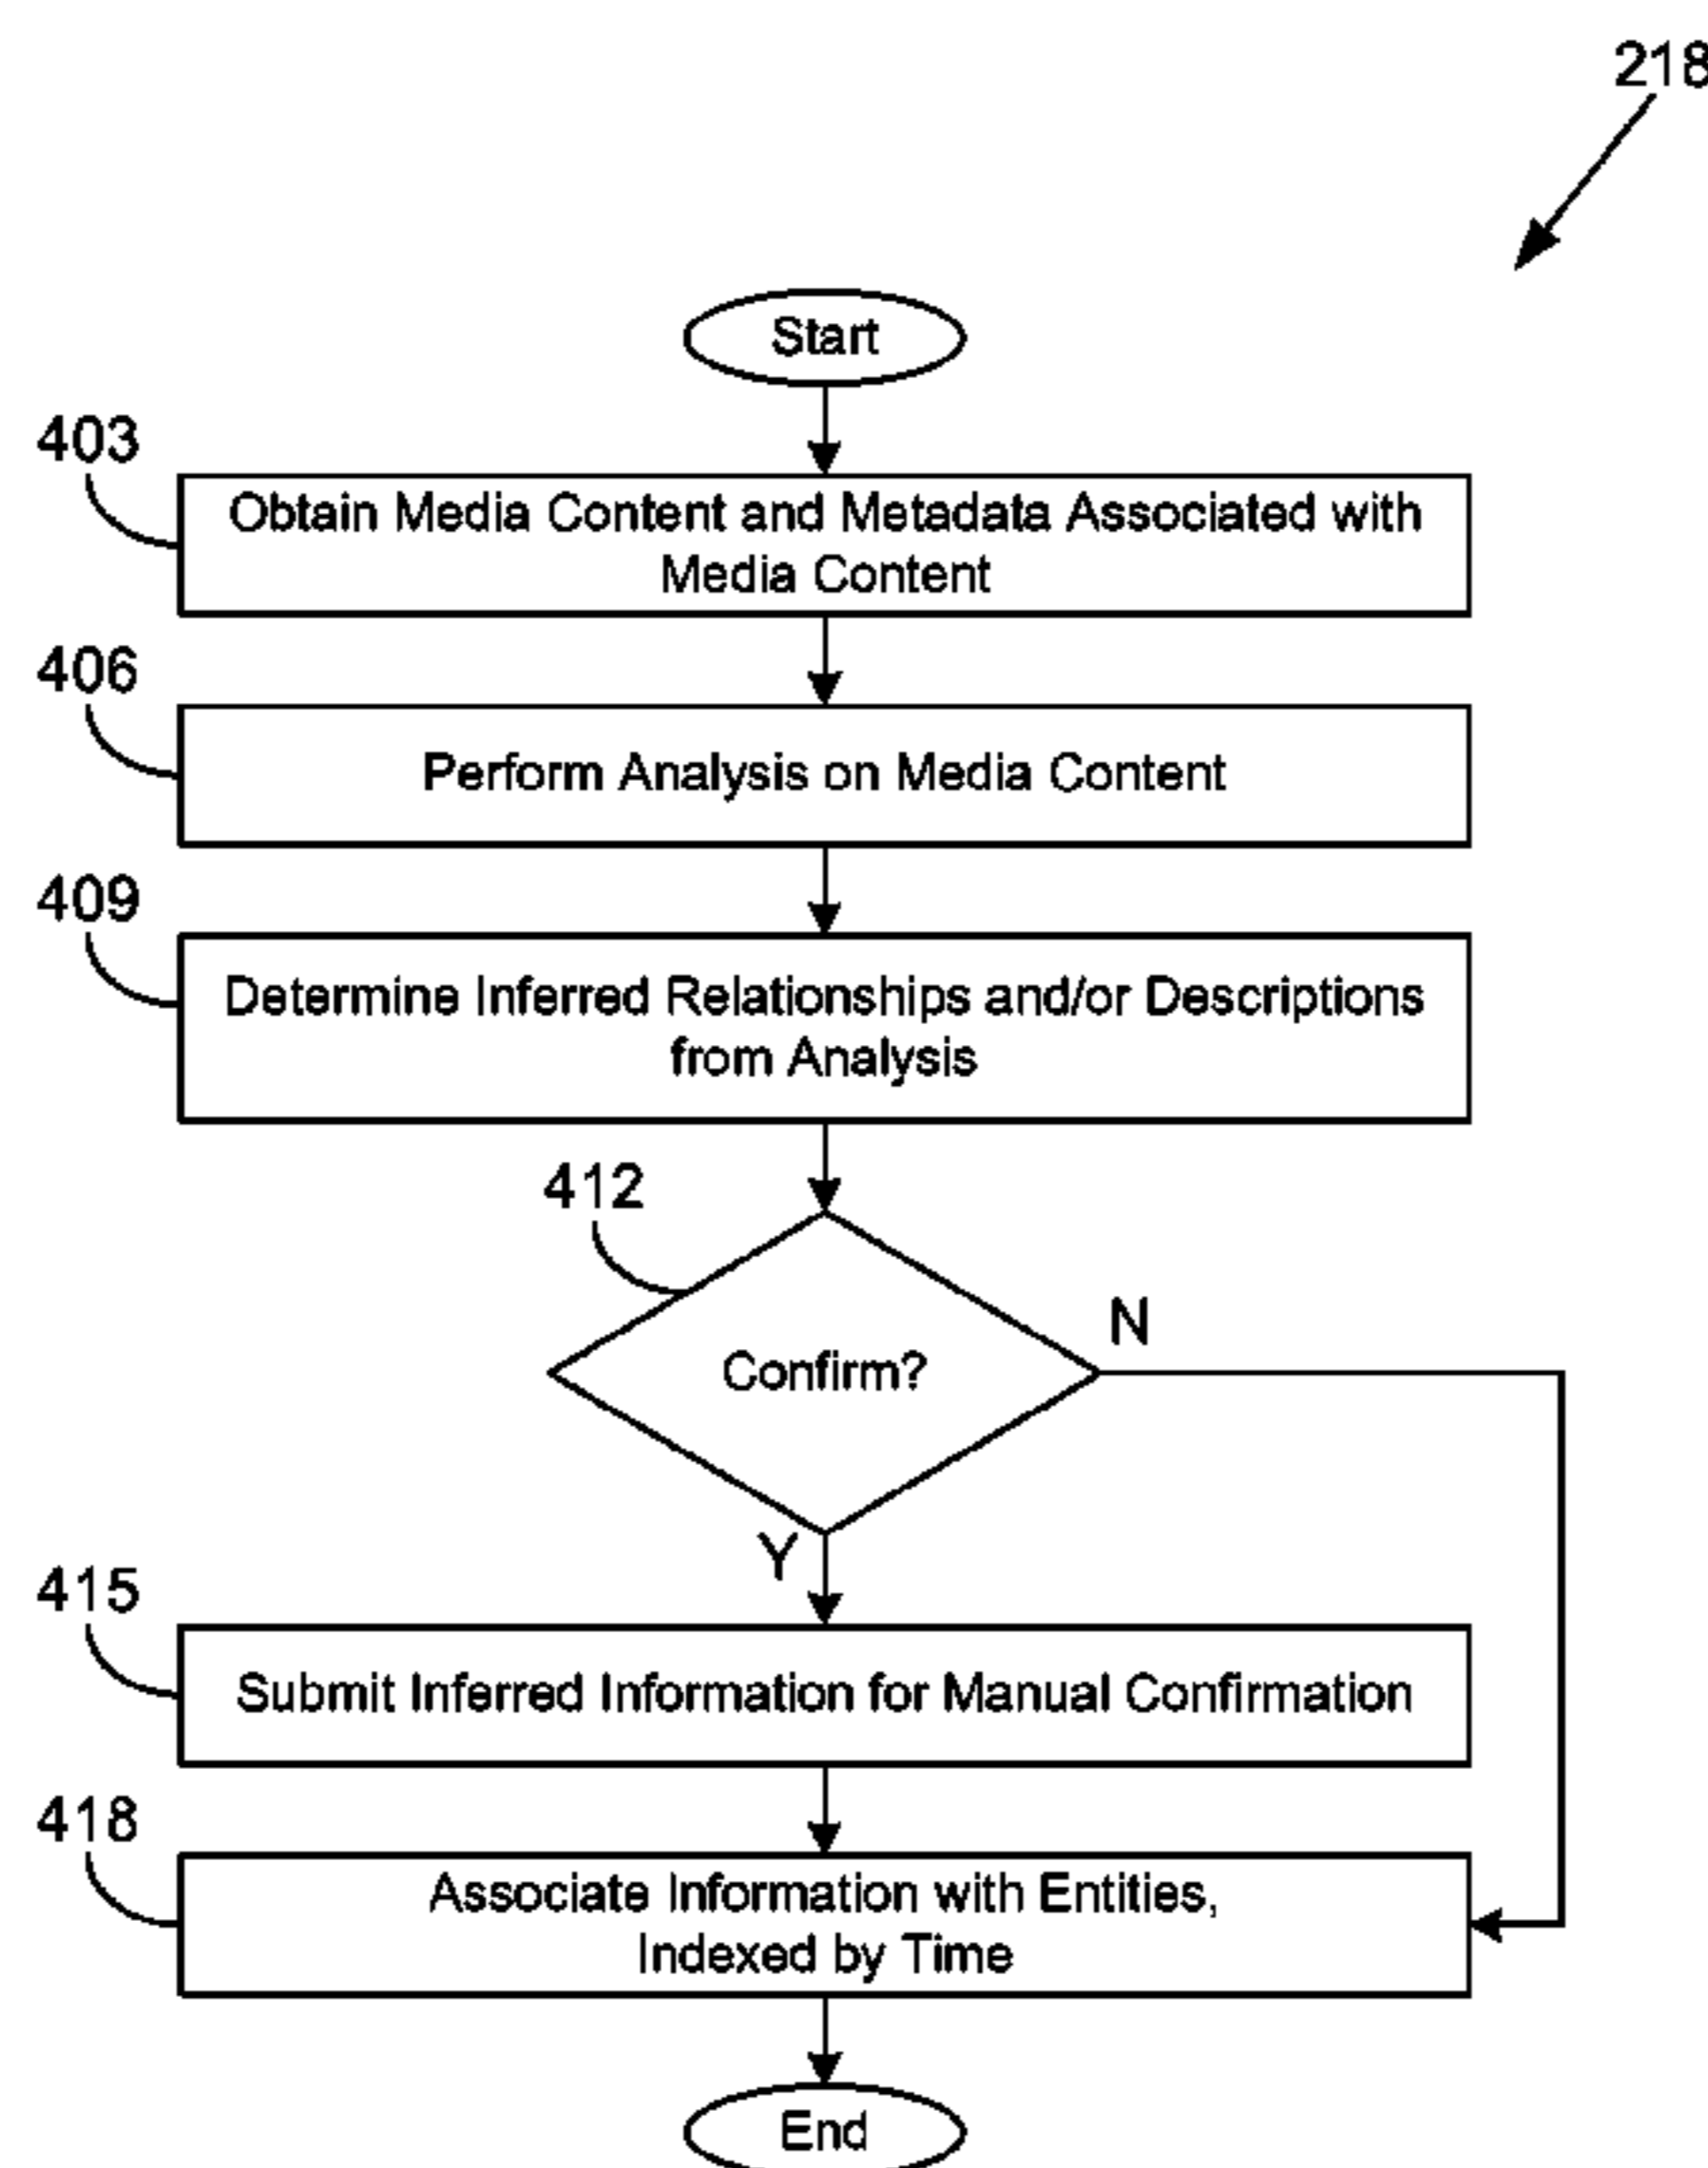 218
Start
403
Obtain Media Content and Metadata Associated with
Media Content
406
Perform Analysis on Media Content
409
Determine Inferred Relationships and/or Descriptions
from Analysis
412
Confirm?
N
Y
415
Submit Inferred Information for Manual Confirmation
418
Associate Information with Entities,
Indexed by Time
End